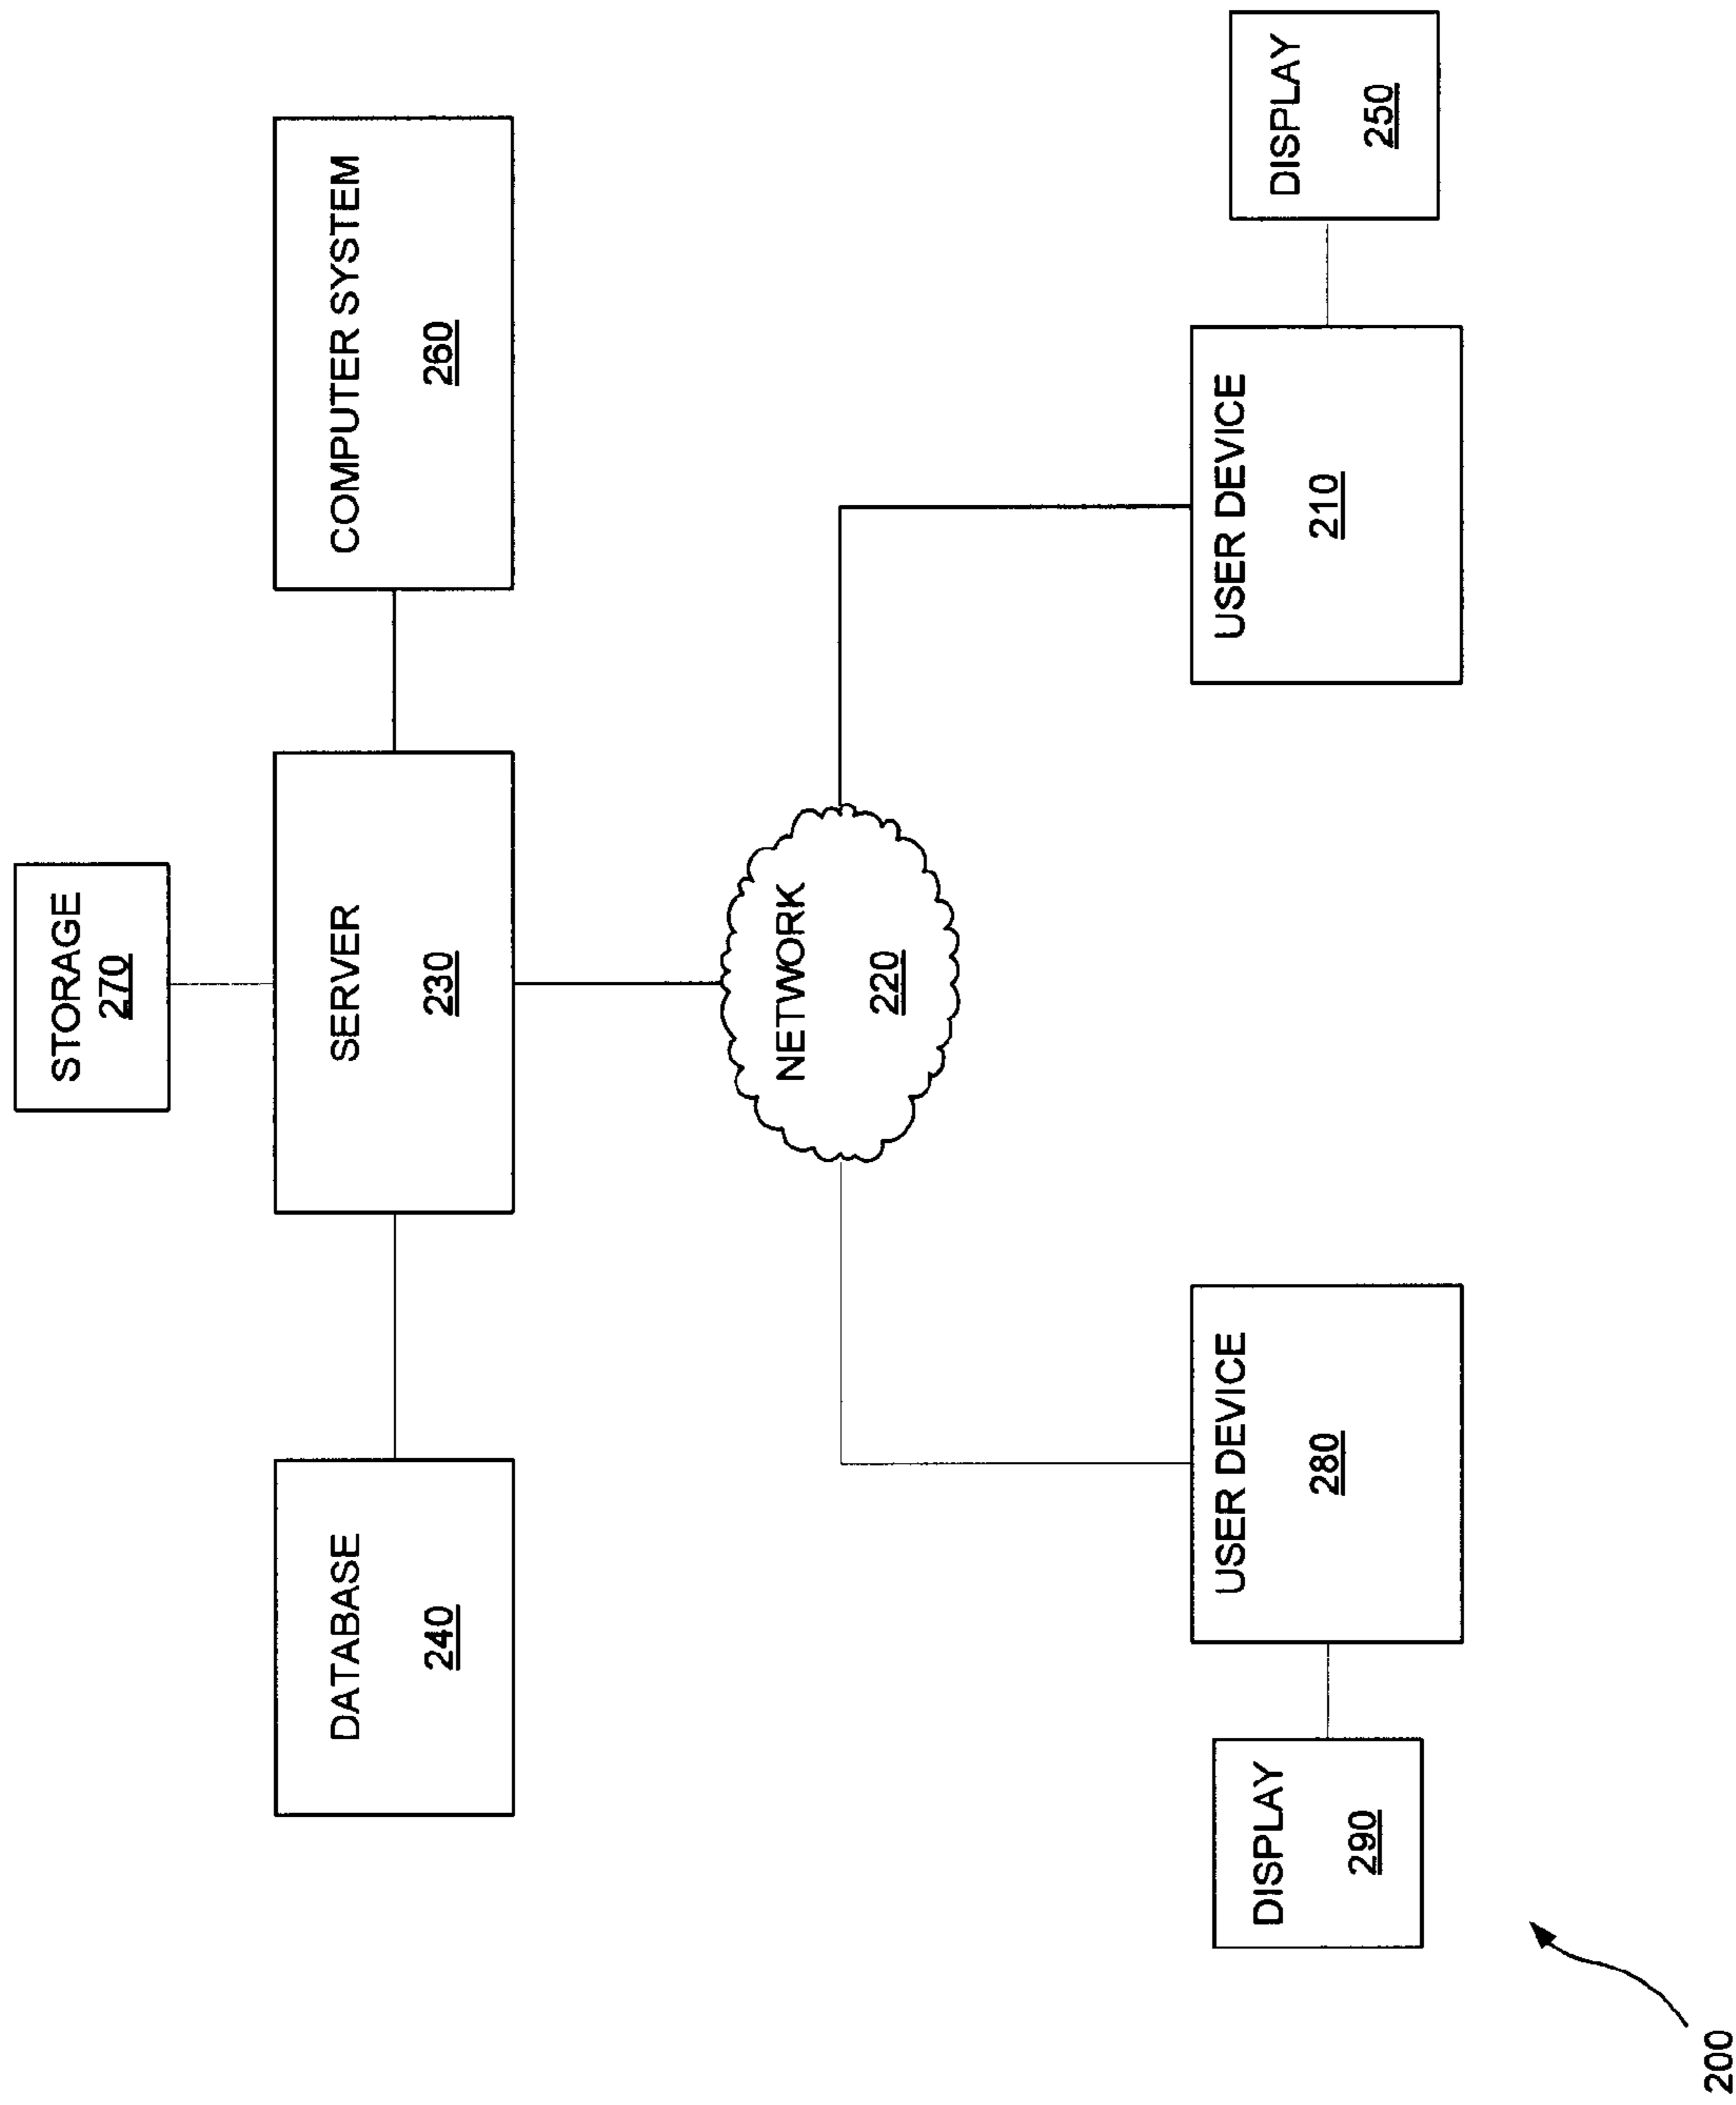 STORAGE
270
DATABASE
240
SERVER
230
COMPUTER SYSTEM
260
NETWORK
220
DISPLAY
290
USER DEVICE
280
USER DEVICE
210
DISPLAY
250
200